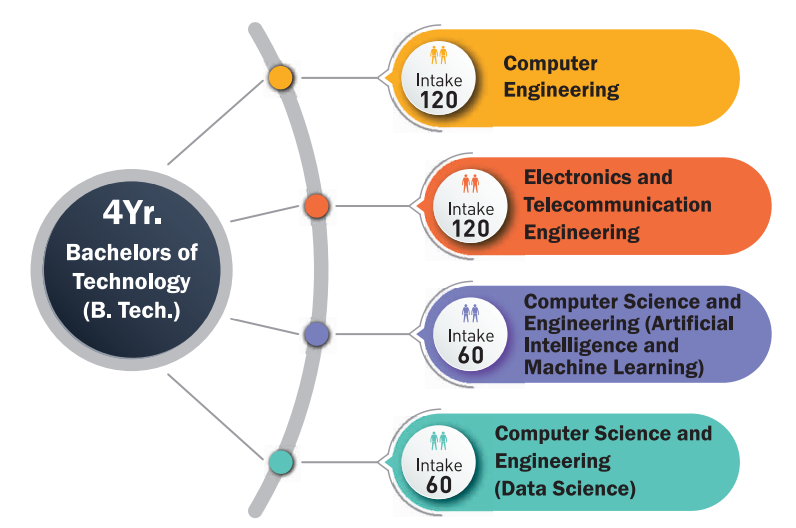 4Yr.
Bachelors of
Technology
(B. Tech.)
Intake
120
Computer
Engineering
Intake
120
Electronics and
Telecommunication
Engineering
Intake
60
Computer Science and
Engineering (Artificial
Intelligence and
Machine Learning)
Intake
60
Computer Science and
Engineering
(Data Science)